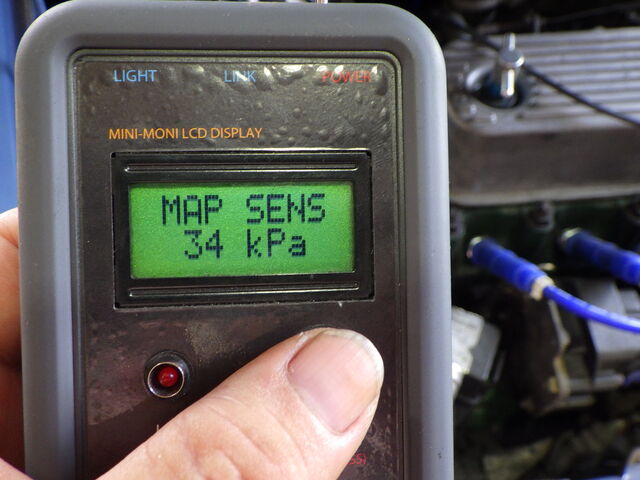 LIGHT LINK POWER
MINI-MONI LCD DISPLAY
MAP SENS
34 kPa